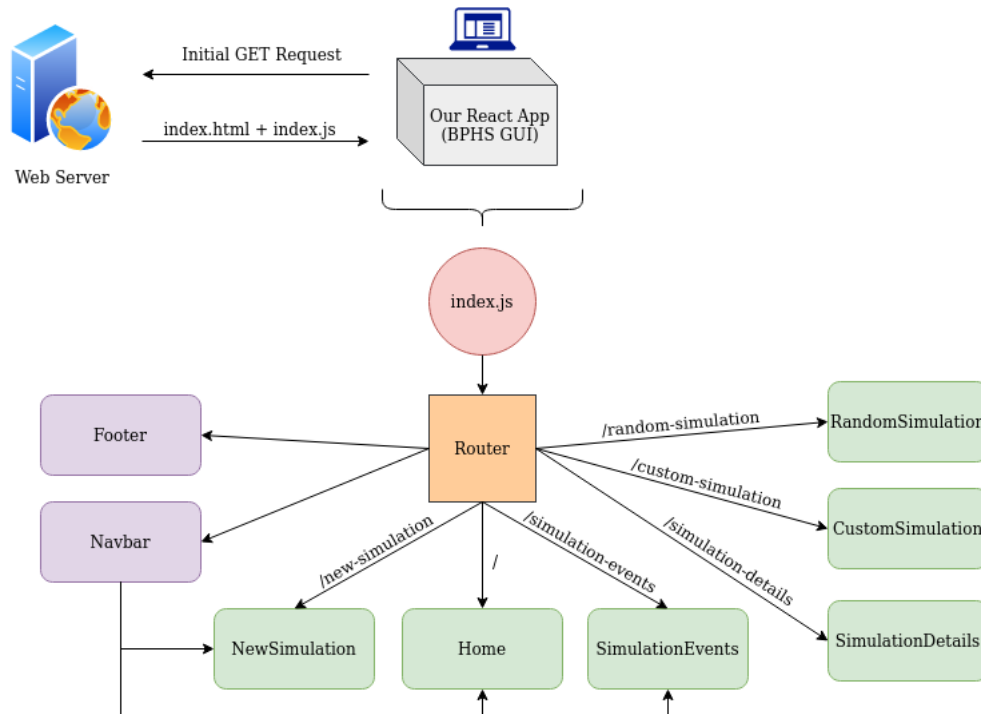 Initial GET Request
index.html + index.js
Web Server
Our React App
(BPHS GUI)
index.js
Footer
Router
/random-simulation
RandomSimulation
/custom-simulation
Navbar
CustomSimulation
/new-simulation
/
/simulation-events
/simulation-details
NewSimulation
Home
SimulationEvents
SimulationDetails